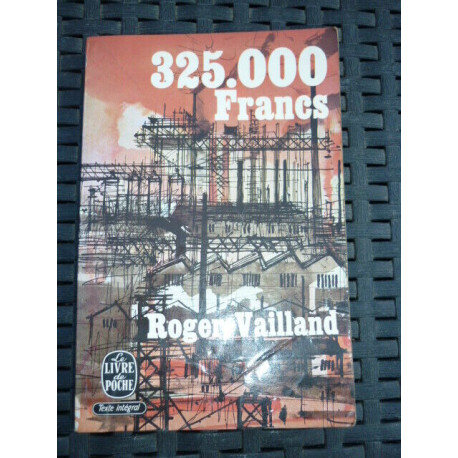 325.000
Francs
Roger Vailland
Le
LIVRE
de
POCHE
Texte intégral